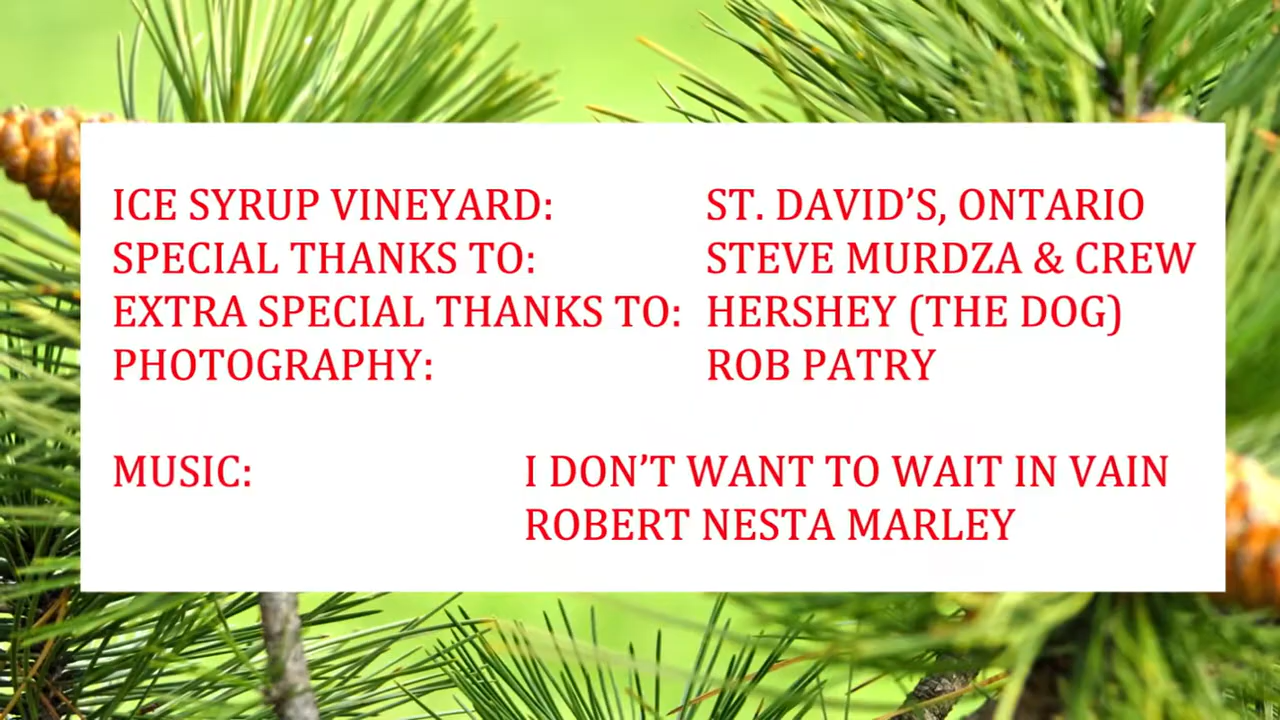 ICE SYRUP VINEYARD: ST. DAVID’S, ONTARIO
SPECIAL THANKS TO: STEVE MURDZA & CREW
EXTRA SPECIAL THANKS TO: HERSHEY (THE DOG)
PHOTOGRAPHY: ROB PATRY
MUSIC: I DON’T WANT TO WAIT IN VAIN
ROBERT NESTA MARLEY